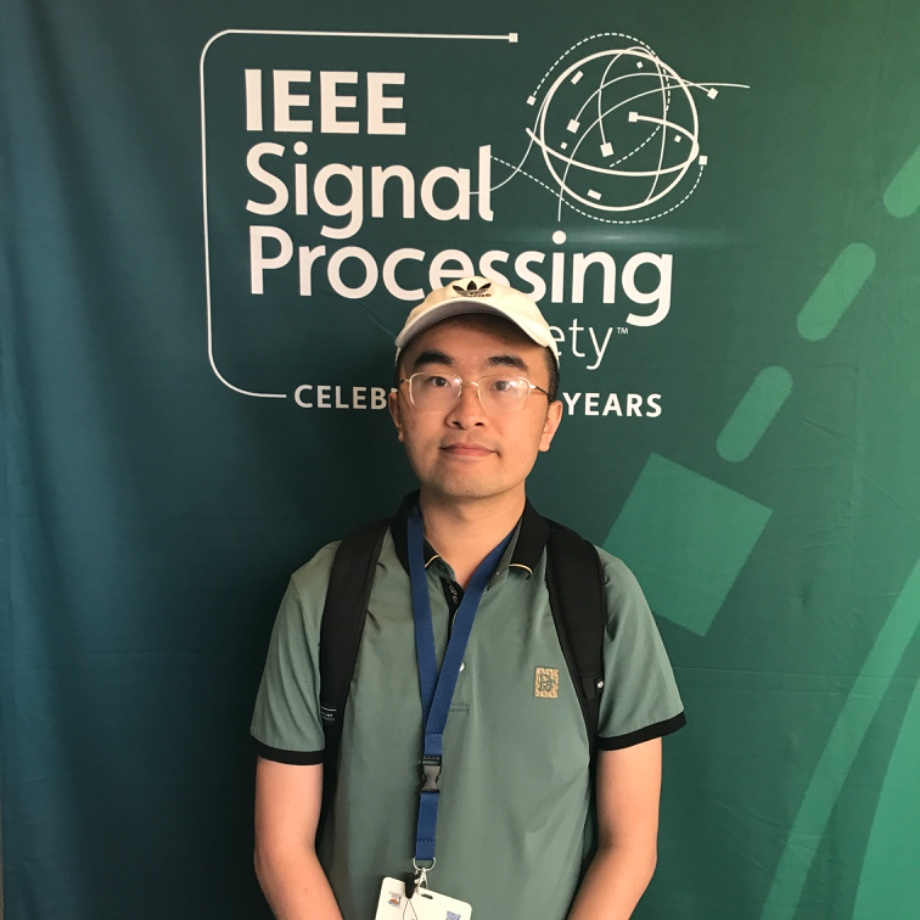 IEEE
Signal
Processing
ety™
CELEB YEARS